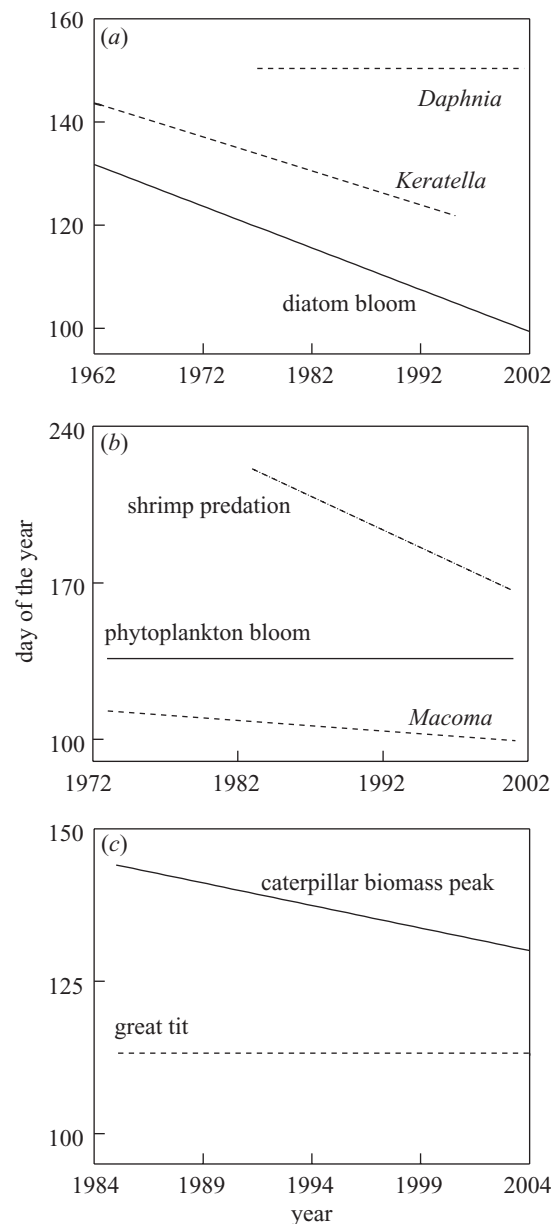 160
(a)
Daphnia
140
Keratella
120
diatom bloom
100
1962 1972 1982 1992 2002
240
(b)
shrimp predation
170
phytoplankton bloom
Macoma
100
1972 1982 1992 2002
day of the year
150
(c)
caterpillar biomass peak
125
great tit
100
1984 1989 1994 1999 2004
year